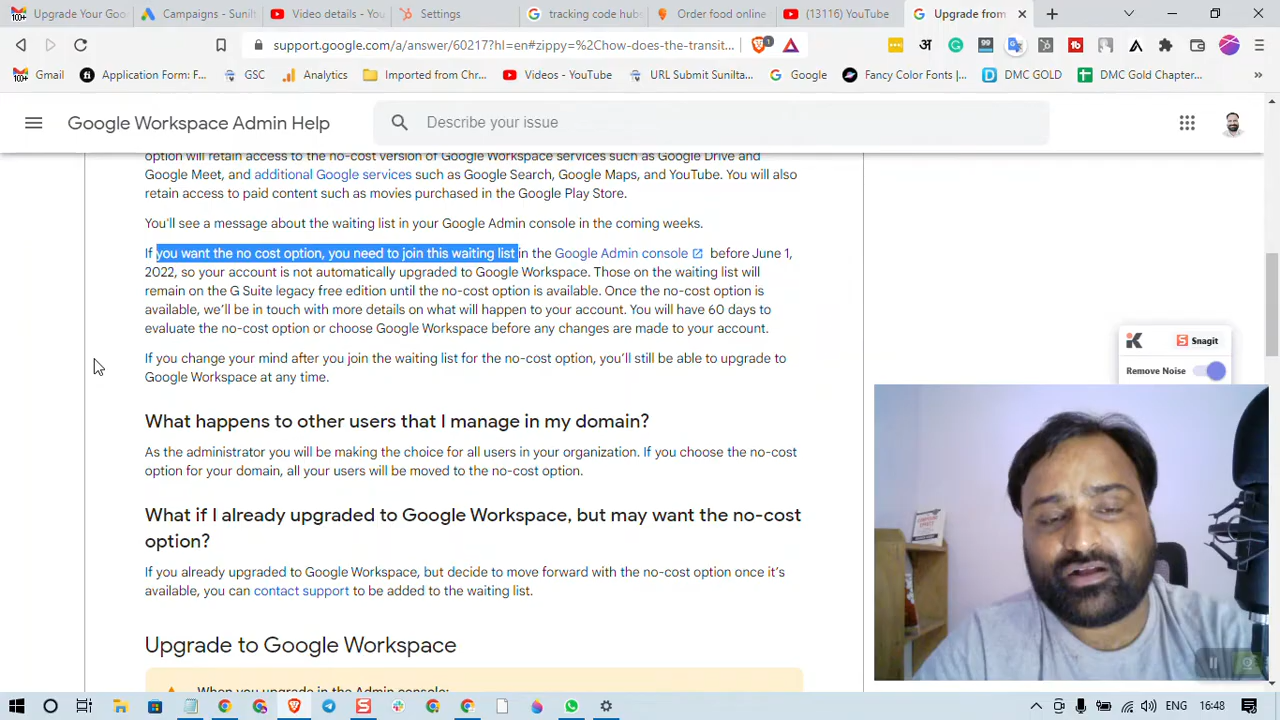 Upgrade Your Goo
Campaigns - Sunilt
Video details - You
Settings
tracking code hubs
Order food online
(13116) YouTube
Upgrade from
support.google.com/a/answer/60217?hl=en#zippy=%2Chow-does-the-transit...
Gmail
Application Form: F...
GSC
Analytics
Imported from Chr...
Videos - YouTube
URL Submit Sunilta...
Google
Fancy Color Fonts |...
DMC GOLD
DMC Gold Chapter...
Google Workspace Admin Help
Describe your issue
option will retain access to the no-cost version of Google Workspace services such as Google Drive and
Google Meet, and additional Google services such as Google Search, Google Maps, and YouTube. You will also
retain access to paid content such as movies purchased in the Google Play Store.
You'll see a message about the waiting list in your Google Admin console in the coming weeks.
If you want the no cost option, you need to join this waiting list in the Google Admin console before June 1,
2022, so your account is not automatically upgraded to Google Workspace. Those on the waiting list will
remain on the G Suite legacy free edition until the no-cost option is available. Once the no-cost option is
available, we'll be in touch with more details on what will happen to your account. You will have 60 days to
evaluate the no-cost option or choose Google Workspace before any changes are made to your account.
If you change your mind after you join the waiting list for the no-cost option, you'll still be able to upgrade to
Google Workspace at any time.
What happens to other users that I manage in my domain?
As the administrator you will be making the choice for all users in your organization. If you choose the no-cost
option for your domain, all your users will be moved to the no-cost option.
What if I already upgraded to Google Workspace, but may want the no-cost
option?
If you already upgraded to Google Workspace, but decide to move forward with the no-cost option once it's
available, you can contact support to be added to the waiting list.
Upgrade to Google Workspace
When you upgrade in the Admin console:
Snagit
Remove Noise
ENG
16:48